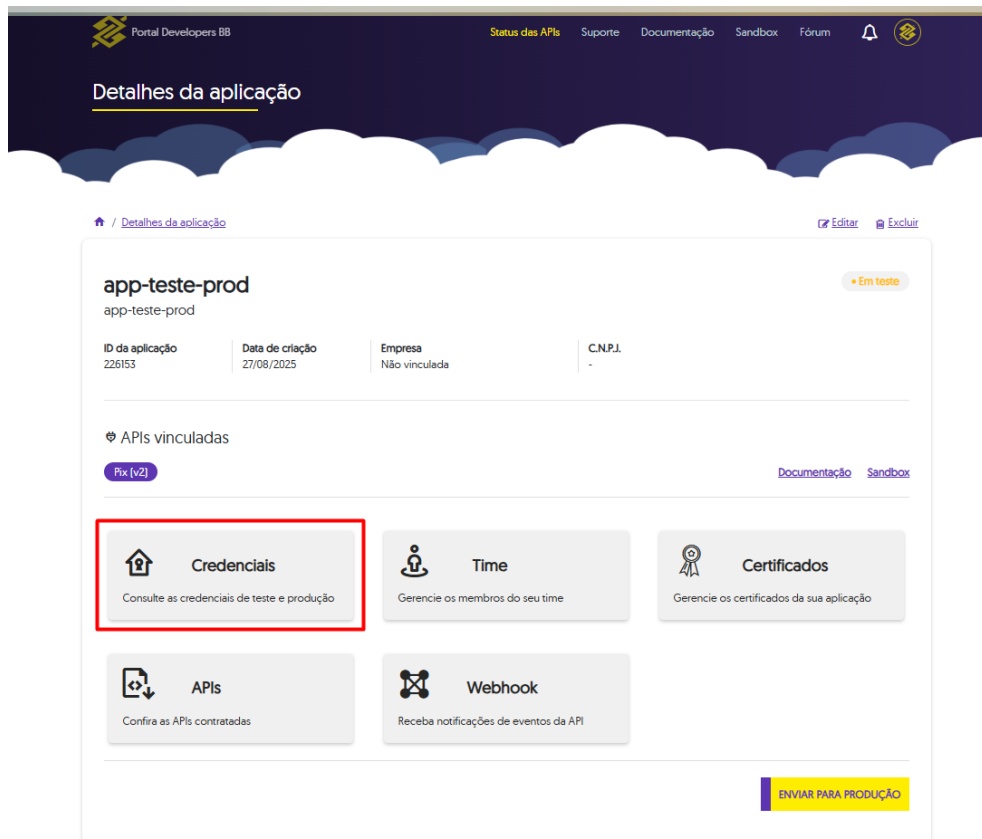 Portal Developers BB
Status das APIs Suporte Documentação Sandbox Fórum
Detalhes da aplicação
/ Detalhes da aplicação
Editar Excluir
app-teste-prod
• Em teste
app-teste-prod
ID da aplicação Data de criação Empresa C.N.P.J.
226153 27/08/2025 Não vinculada -
APIs vinculadas
Pix (v2)
Documentação Sandbox
Credenciais Time Certificados
Consulte as credenciais de teste e produção Gerencie os membros do seu time Gerencie os certificados da sua aplicação
APIs Webhook
Confira as APIs contratadas Receba notificações de eventos da API
ENVIAR PARA PRODUÇÃO